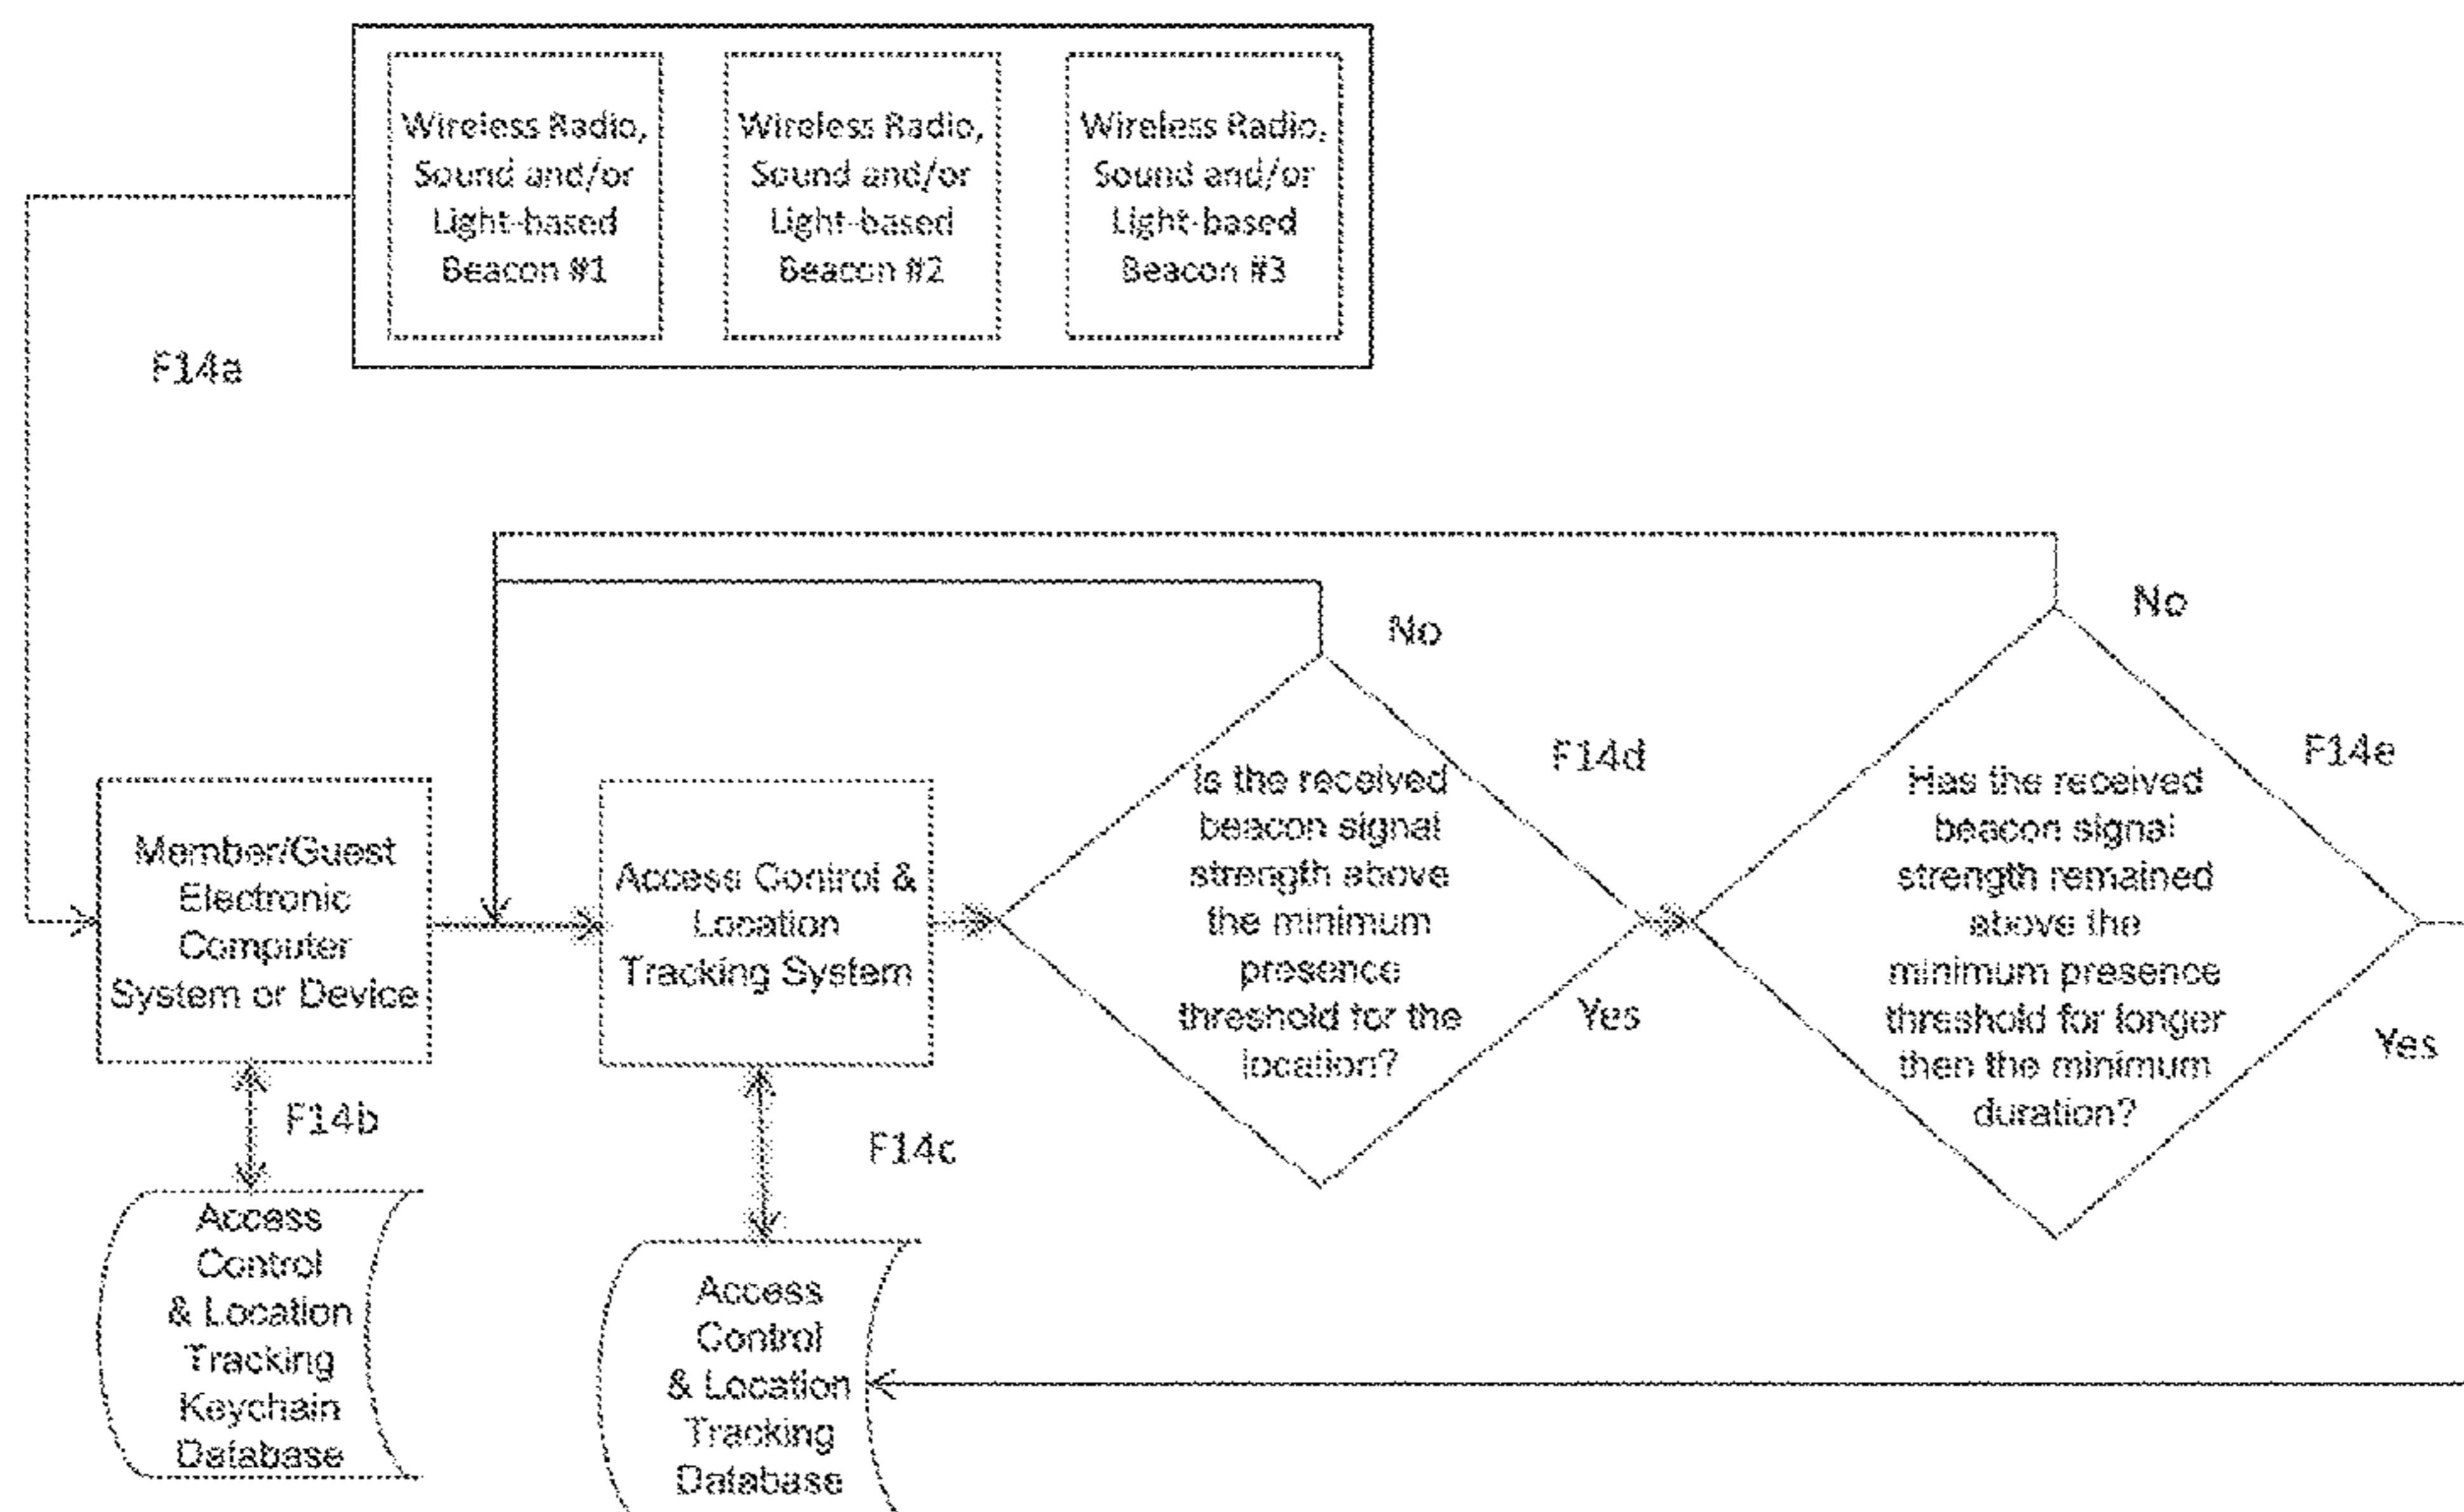 Wireless Radio,
Sound and/or
Light-based
Beacon #1
Wireless Radio,
Sound and/or
Light-based
Beacon #2
Wireless Radio,
Sound and/or
Light-based
Beacon #3
F14a
Member/Guest
Electronic
Computer
System or Device
F14b
Access
Control
& Location
Tracking
Keychain
Database
Access Control &
Location
Tracking System
F14c
Access
Control
& Location
Tracking
Database
No
F14d
Is the received
beacon signal
strength above
the minimum
presence
threshold for the
location?
Yes
No
F14e
Has the received
beacon signal
strength remained
above the
minimum presence
threshold for longer
then the minimum
duration?
Yes